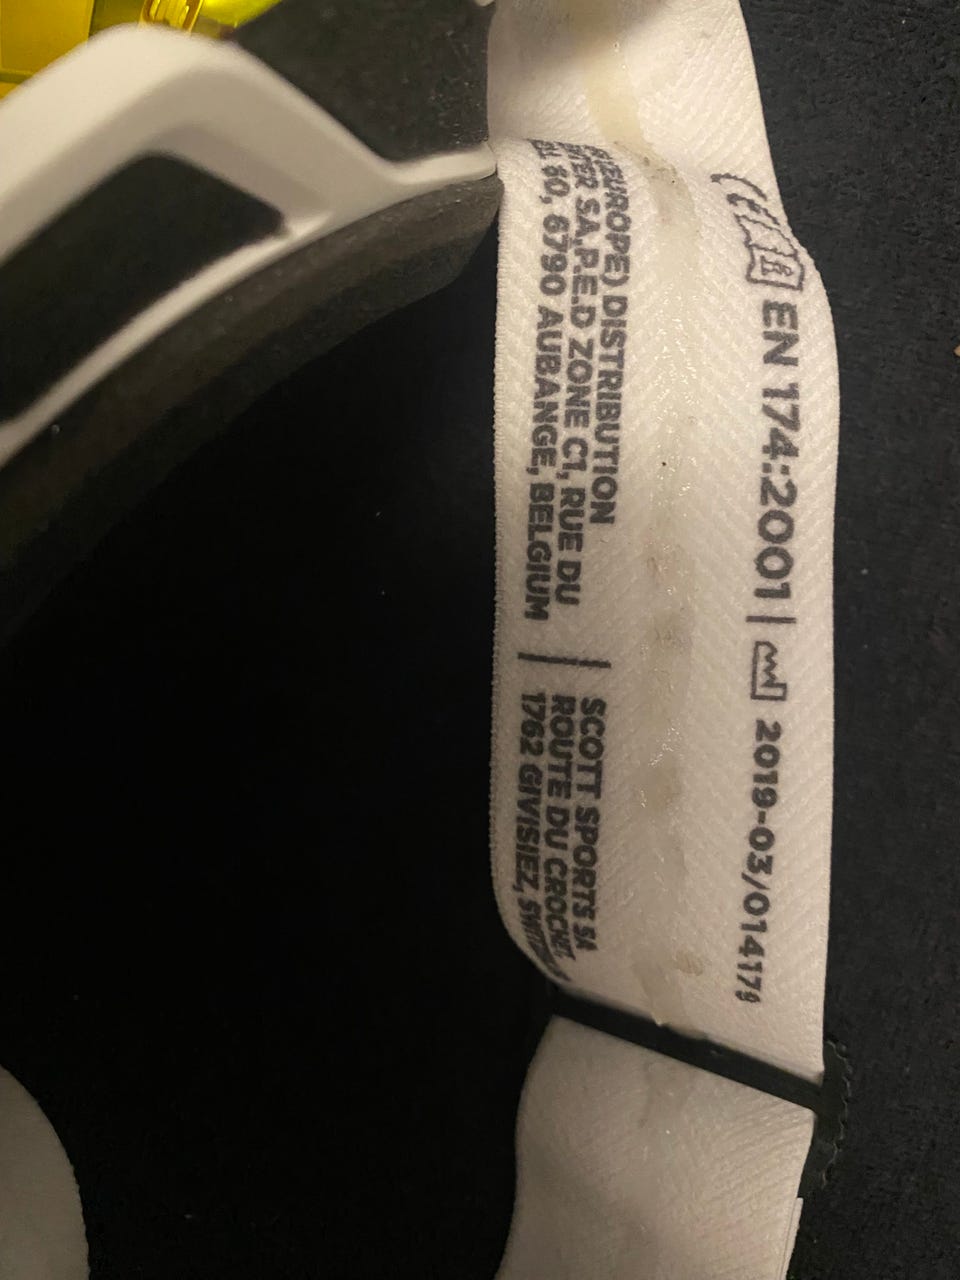 EN 174:2001 | 2019-03/01417
(EUROPE) DISTRIBUTION
SA, P.E.D ZONE C1, RUE DU
60, 6790 AUBANGE, BELGIUM
|
SCOTT SPORTS SA
ROUTE DU CROCHET,
1762 GIVISIEZ,